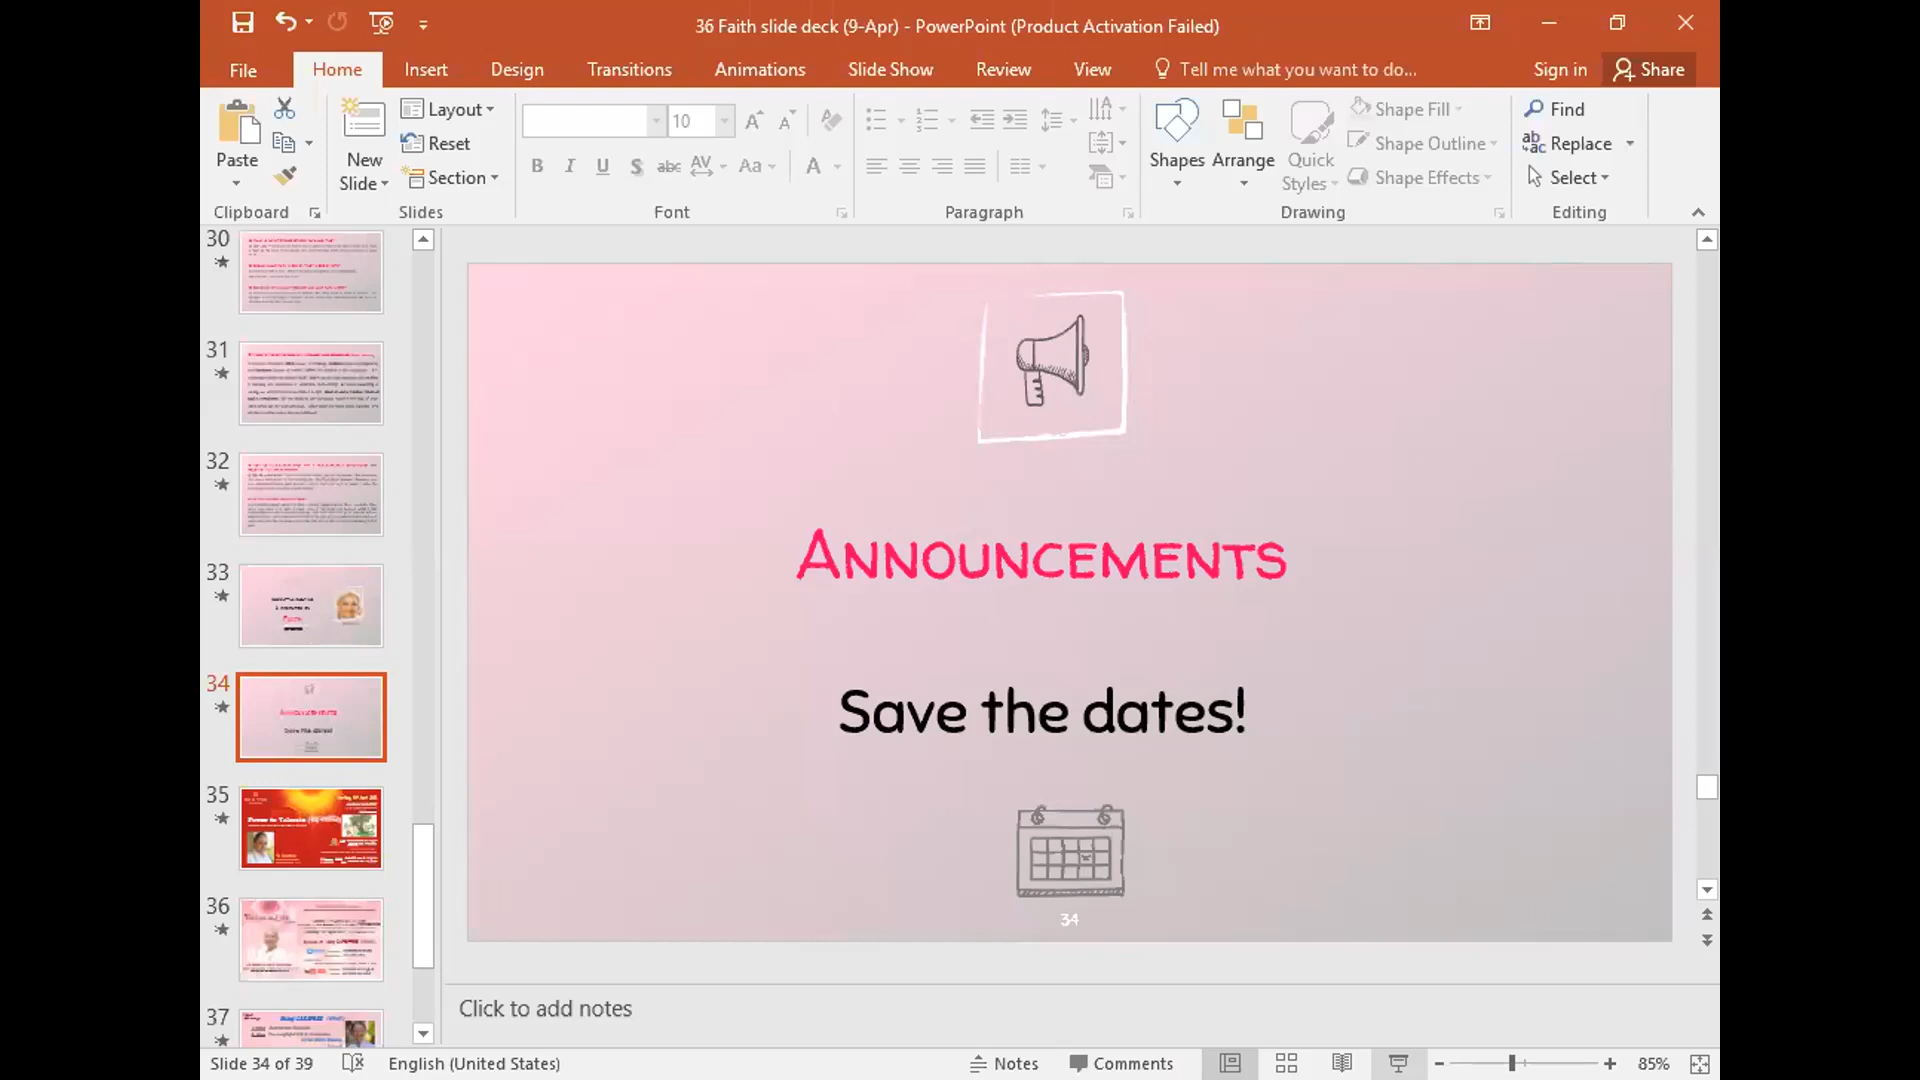 36 Faith slide deck (9-Apr) - PowerPoint (Product Activation Failed)
File Home Insert Design Transitions Animations Slide Show Review View Tell me what you want to do... Sign in Share
Paste
Clipboard
New Slide
Layout
Reset
Section
Slides
10
B I U S abc AV Aa A
Font
Paragraph
Shapes Arrange Quick Styles
Shape Fill
Shape Outline
Shape Effects
Drawing
Find
Replace
Select
Editing
30
31
32
33
34
35
36
37
Announcements
Save the dates!
34
Click to add notes
Slide 34 of 39 English (United States) Notes Comments 85%